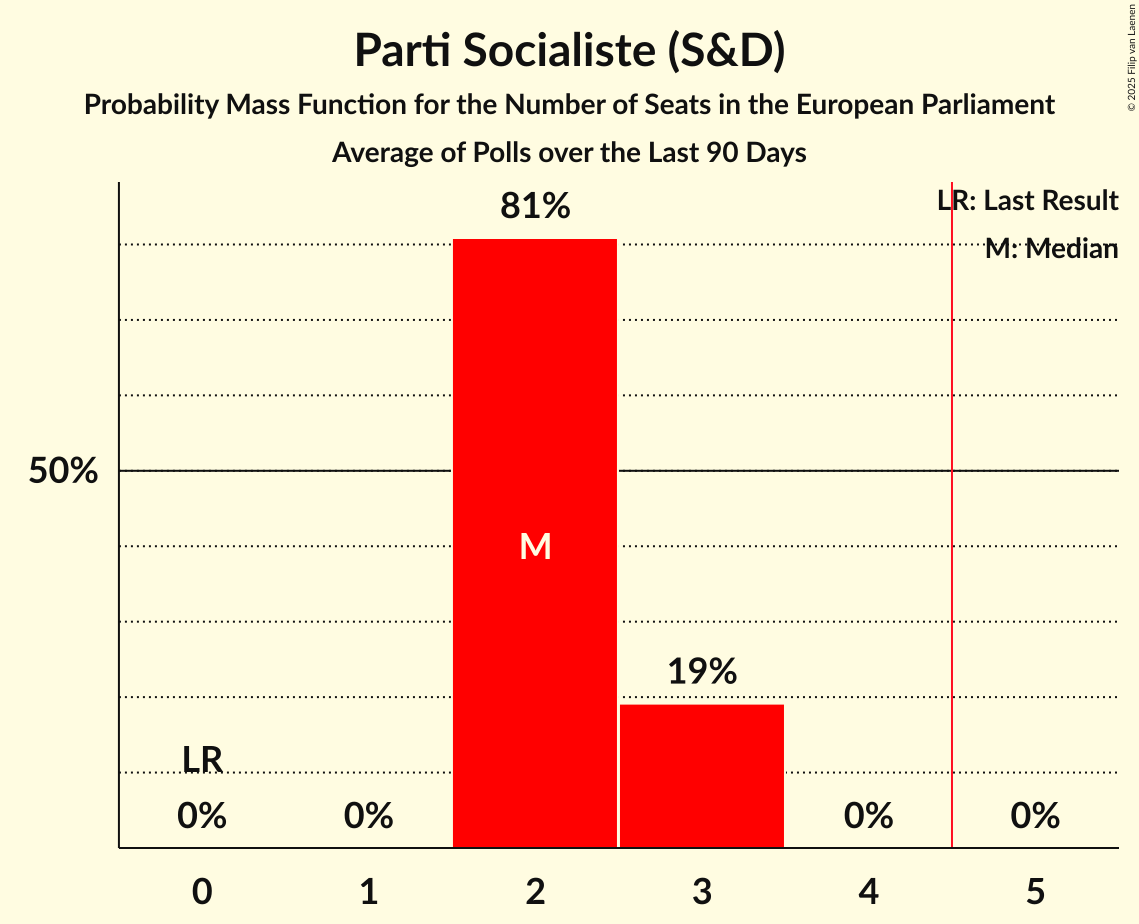 Parti Socialiste (S&D)
Probability Mass Function for the Number of Seats in the European Parliament
Average of Polls over the Last 90 Days
© 2025 Filip van Laenen
LR: Last Result
M: Median
81%
50%
M
19%
LR
0%
0%
0%
0%
0
1
2
3
4
5